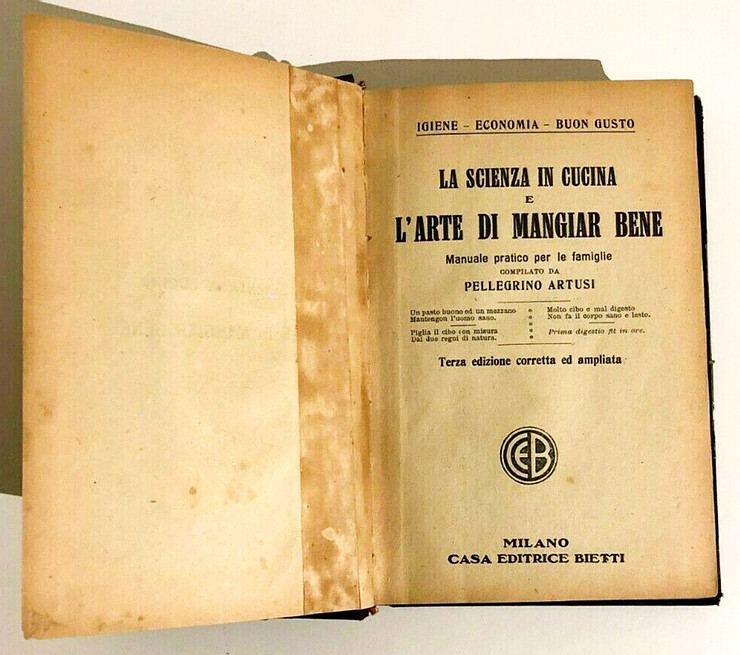 IGIENE - ECONOMIA - BUON GUSTO
LA SCIENZA IN CUCINA
E
L'ARTE DI MANGIAR BENE
Manuale pratico per le famiglie
COMPILATO DA
PELLEGRINO ARTUSI
Un pasto buono ed un mezzano
Mantengon l'uomo sano.
Piglia il cibo con misura
Dai due regni di natura.
Molto cibo e mal digesto
Non fa il corpo sano e lesto.
Prima digestio fit in ore.
Terza edizione corretta ed ampliata
CEB
MILANO
CASA EDITRICE BIETTI